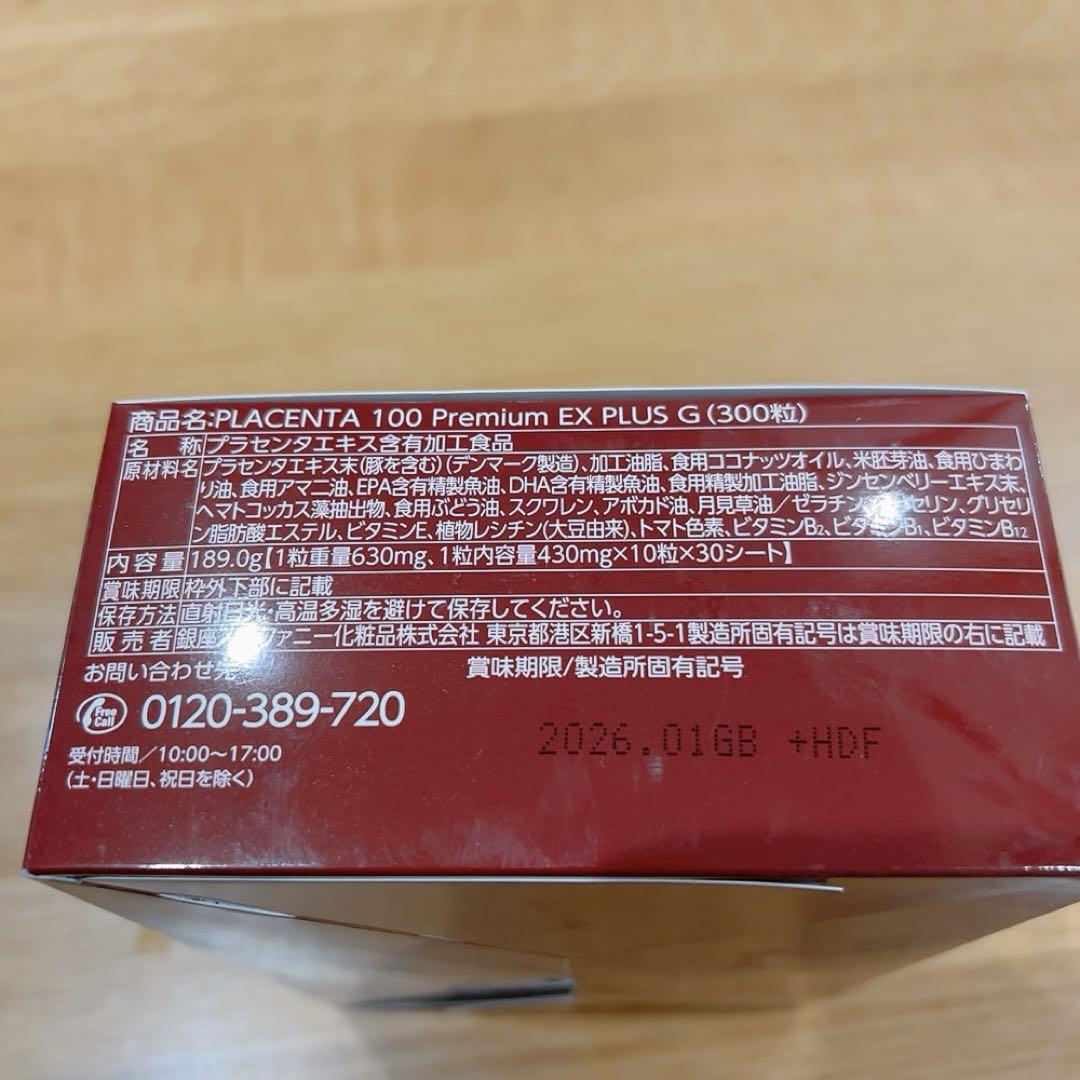 商品名:PLACENTA 100 Premium EX PLUS G(300粒)
名 称 プラセンタエキス含有加工食品
原材料名 プラセンタエキス末(豚を含む)(デンマーク製造)、加工油脂、食用ココナッツオイル、米胚芽油、食用ひまわ
り油、食用アマニ油、EPA含有精製魚油、DHA含有精製魚油、食用精製加工油脂、ジンセンベリーエキス末、
ヘマトコッカス藻抽出物、食用ぶどう油、スクワレン、アボカド油、月見草油/ゼラチン、 セリン、グリセリ
ン脂肪酸エステル、ビタミンE、植物レシチン(大豆由来)、トマト色素、ビタミンB2、ビタミンB1、ビタミンB12
内容量 189.0g【1粒重量630mg、1粒内容量430mg×10粒×30シート】
賞味期限 枠外下部に記載
保存方法 直射日光・高温多湿を避けて保存してください。
販売者 銀座 ファニー化粧品株式会社 東京都港区新橋1-5-1製造所固有記号は賞味期限の右に記載
お問い合わせ先 賞味期限/製造所固有記号
Free Call 0120-389-720
2026.01GB +HDF
受付時間/10:00〜17:00
(土・日曜日、祝日を除く)